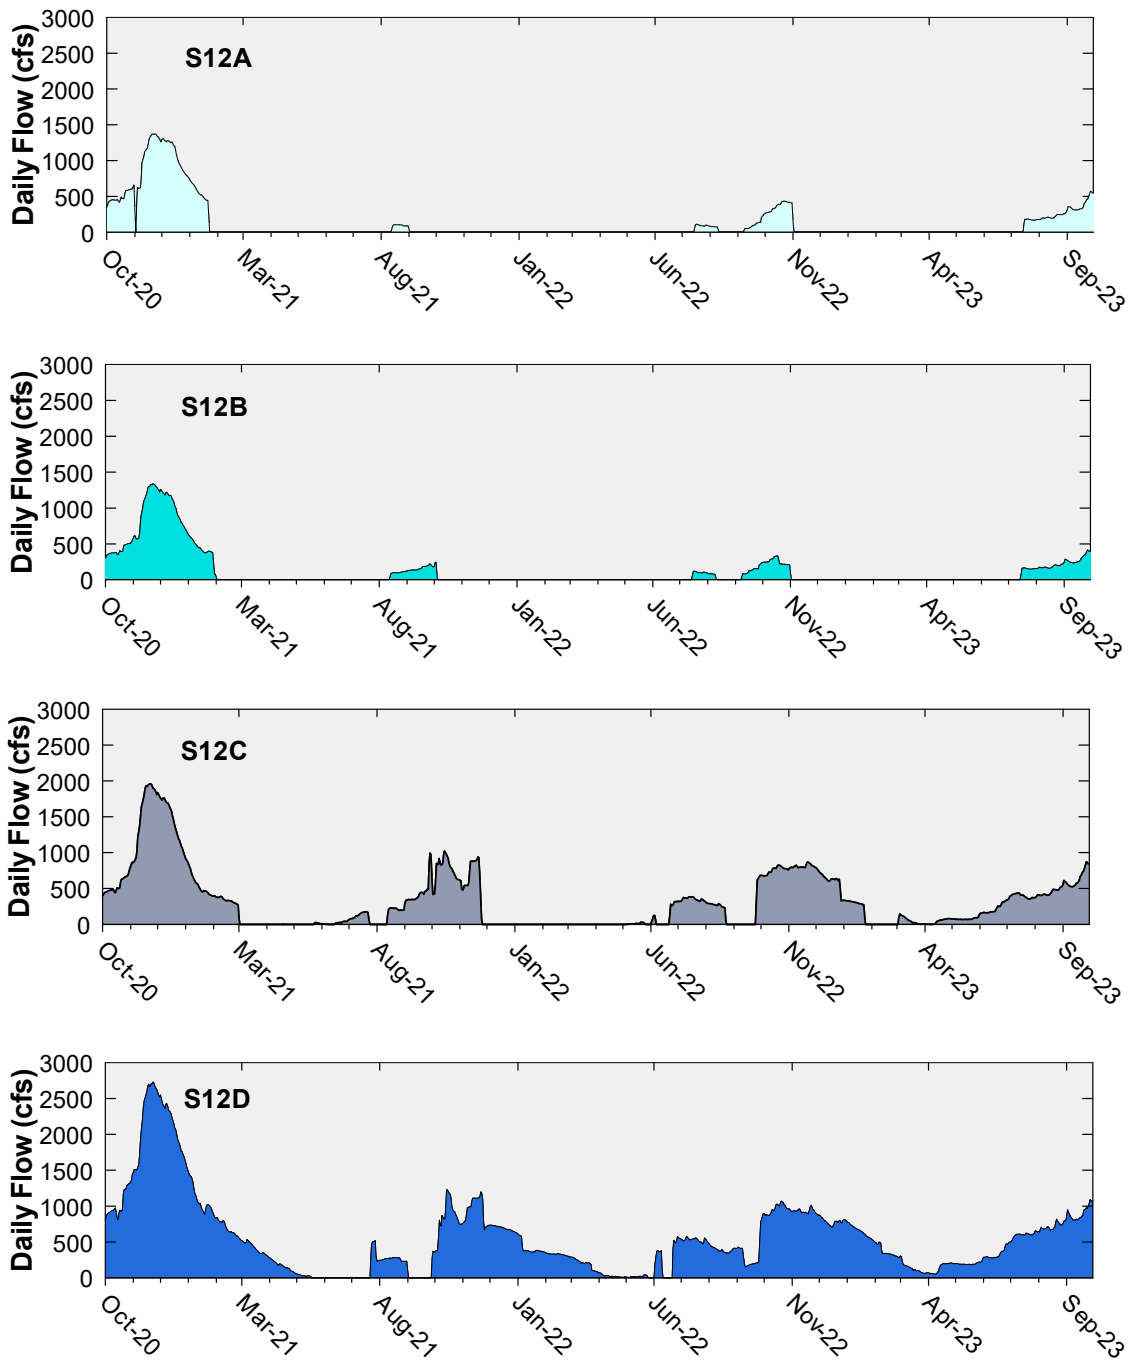 3000
2500
2000
1500
1000
500
0
Daily Flow (cfs)
S12A
Oct-20
Mar-21
Aug-21
Jan-22
Jun-22
Nov-22
Apr-23
Sep-23
3000
2500
2000
1500
1000
500
0
Daily Flow (cfs)
S12B
Oct-20
Mar-21
Aug-21
Jan-22
Jun-22
Nov-22
Apr-23
Sep-23
3000
2500
2000
1500
1000
500
0
Daily Flow (cfs)
S12C
Oct-20
Mar-21
Aug-21
Jan-22
Jun-22
Nov-22
Apr-23
Sep-23
3000
2500
2000
1500
1000
500
0
Daily Flow (cfs)
S12D
Oct-20
Mar-21
Aug-21
Jan-22
Jun-22
Nov-22
Apr-23
Sep-23